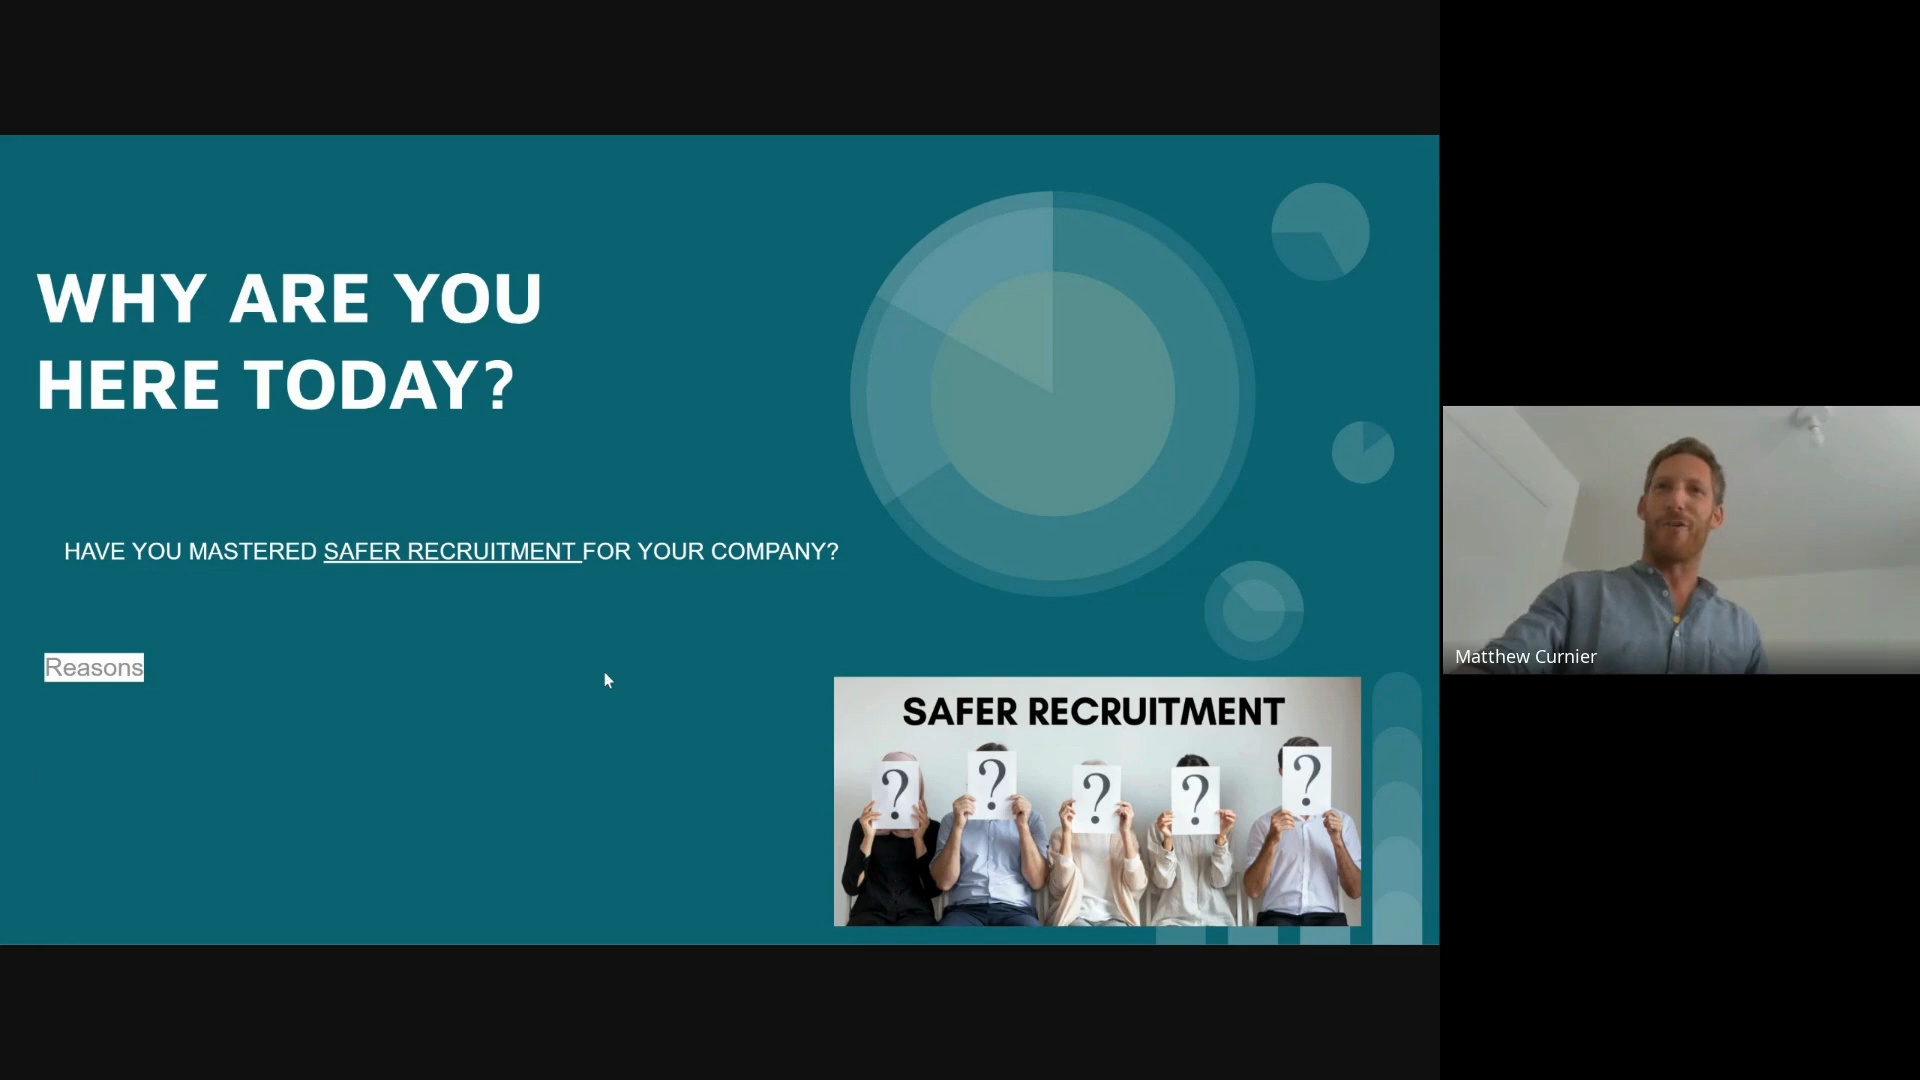 WHY ARE YOU
HERE TODAY?
HAVE YOU MASTERED SAFER RECRUITMENT FOR YOUR COMPANY?
Reasons
SAFER RECRUITMENT
?
?
?
?
?
Matthew Curnier